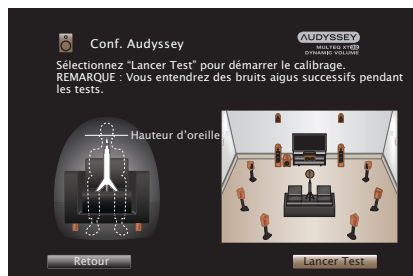 Conf. Audyssey
AUDYSSEY
MULTEQ XT32
DYNAMIC VOLUME
Sélectionnez “Lancer Test” pour démarrer le calibrage.
REMARQUE : Vous entendrez des bruits aigus successifs pendant
les tests.
Hauteur d’oreille
Retour
Lancer Test